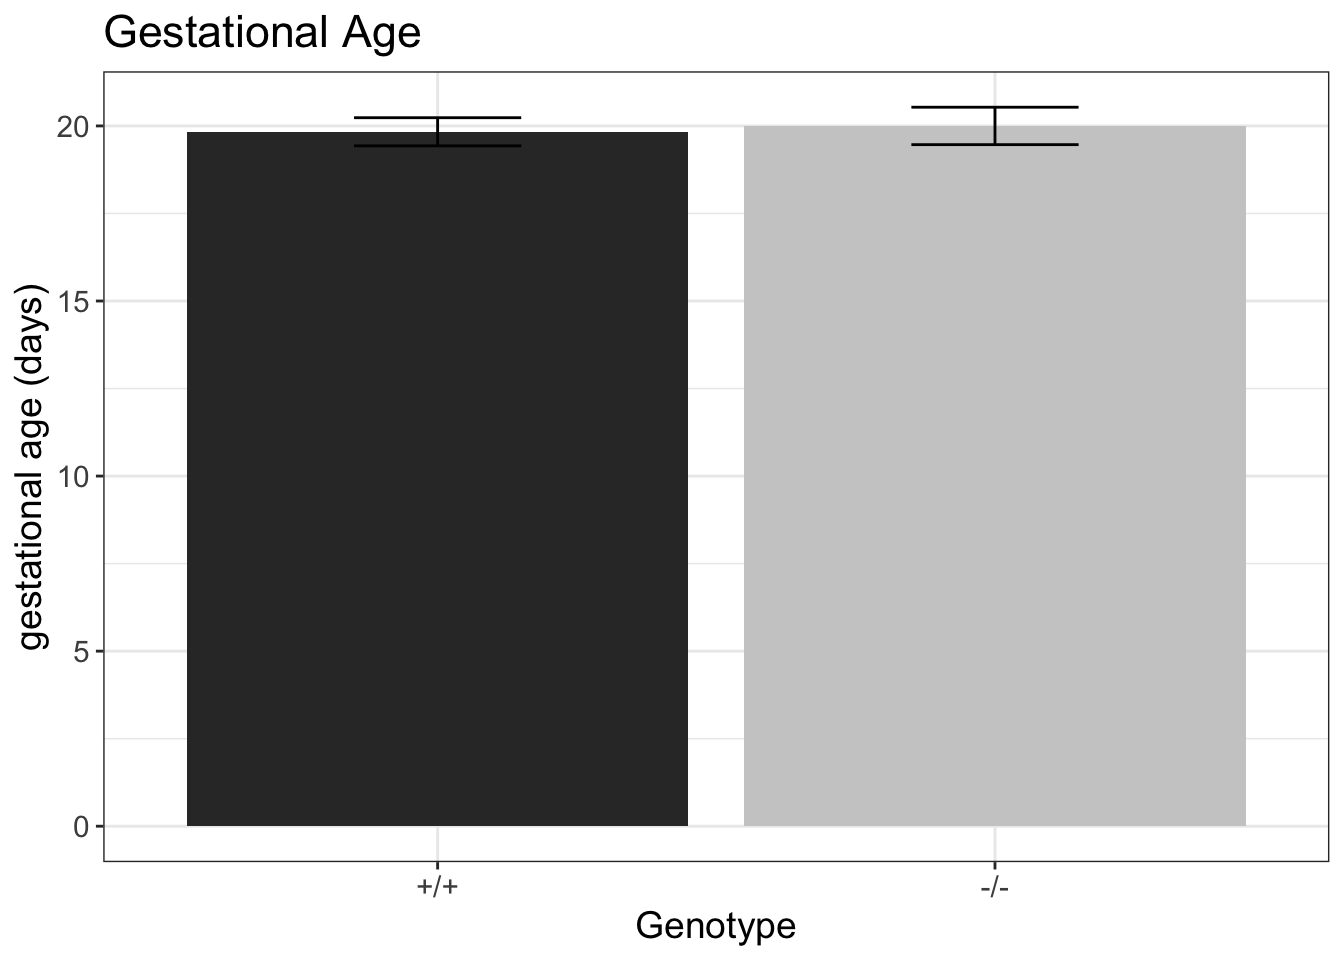 Gestational Age
gestational age (days)
20
15
10
5
0
+/+
-/-
Genotype